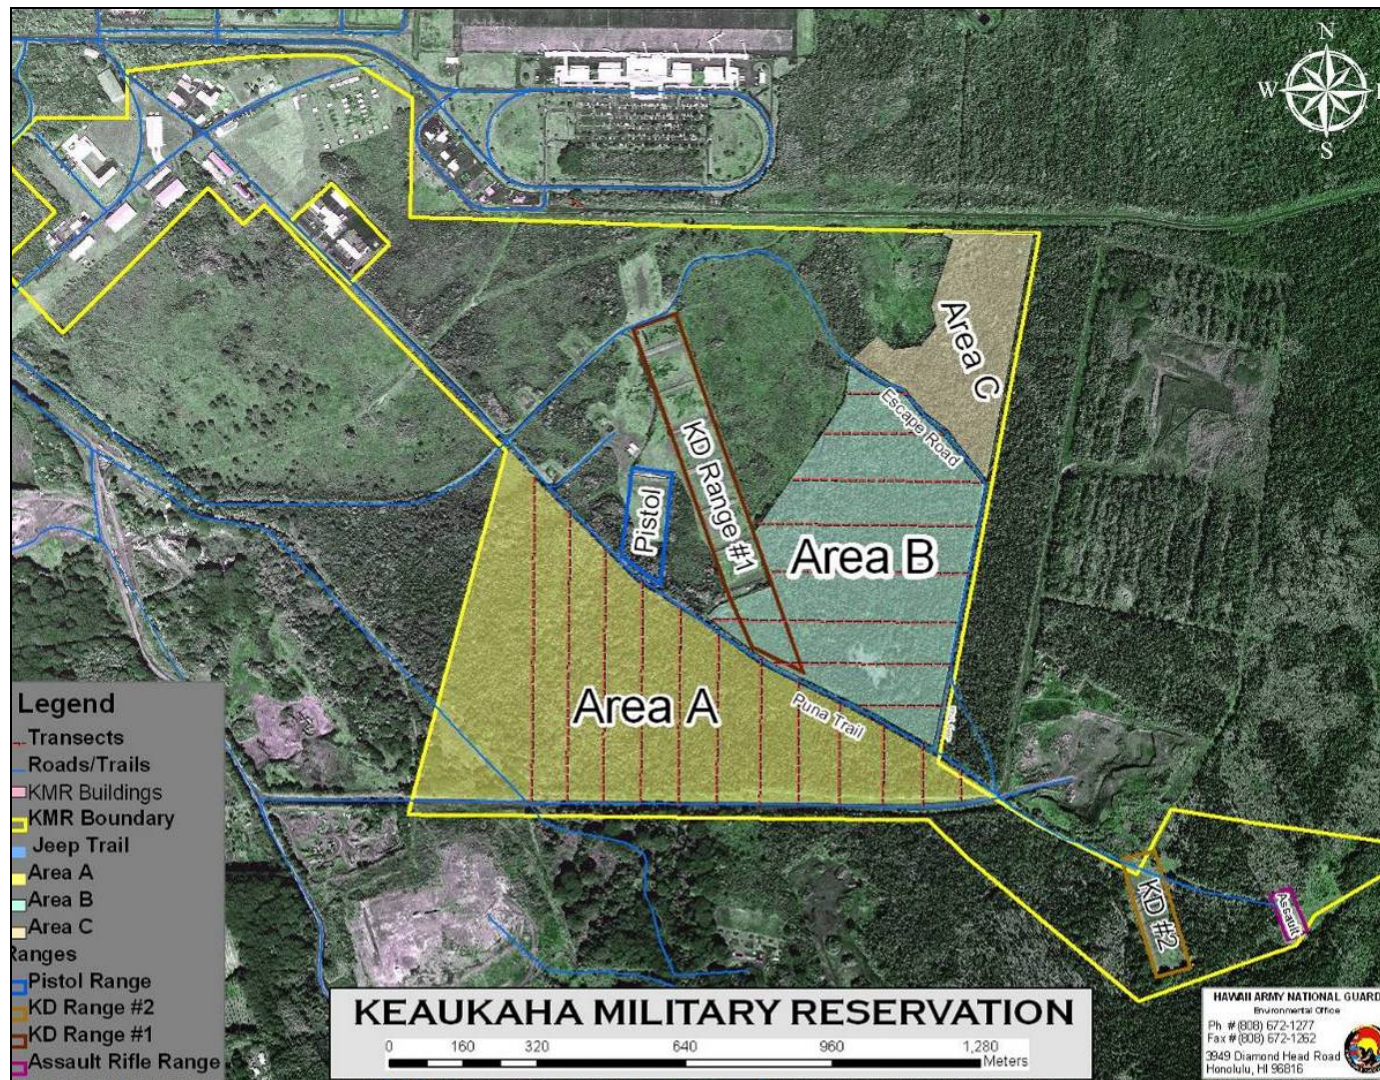 N
W
S
Area C
Escape Road
KD Range #1
Pistol
Area B
Area A
Puna Trail
KD #2
Assault
Legend
Transects
Roads/Trails
KMR Buildings
KMR Boundary
Jeep Trail
Area A
Area B
Area C
Ranges
Pistol Range
KD Range #2
KD Range #1
Assault Rifle Range
KEAUKAHA MILITARY RESERVATION
0 160 320 640 960 1,280
Meters
HAWAII ARMY NATIONAL GUARD
Environmental Office
Ph #(808) 672-1277
Fax #(808) 672-1262
3949 Diamond Head Road
Honolulu, HI 96816